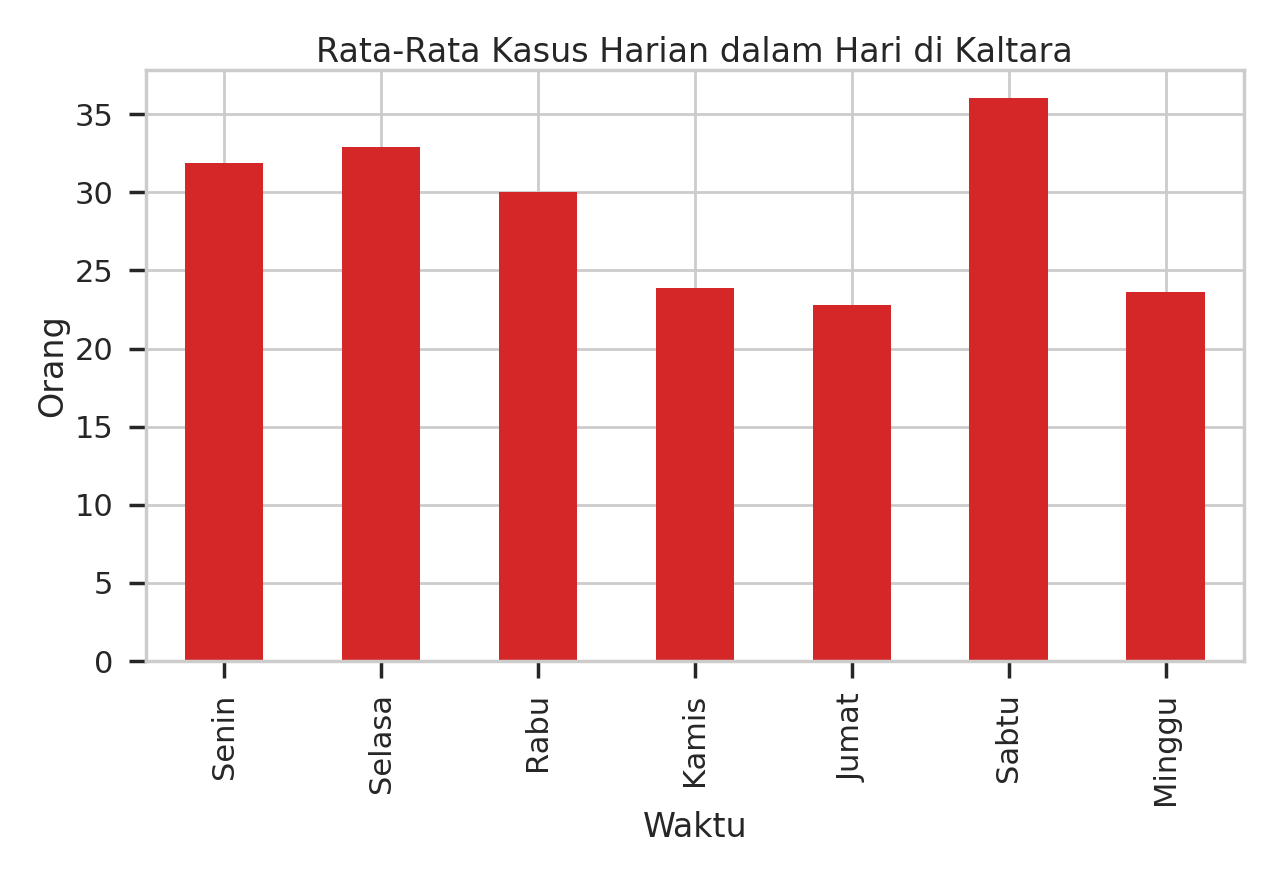 Rata-Rata Kasus Harian dalam Hari di Kaltara
Orang
35
30
25
20
15
10
5
0
Senin
Selasa
Rabu
Kamis
Jumat
Sabtu
Minggu
Waktu